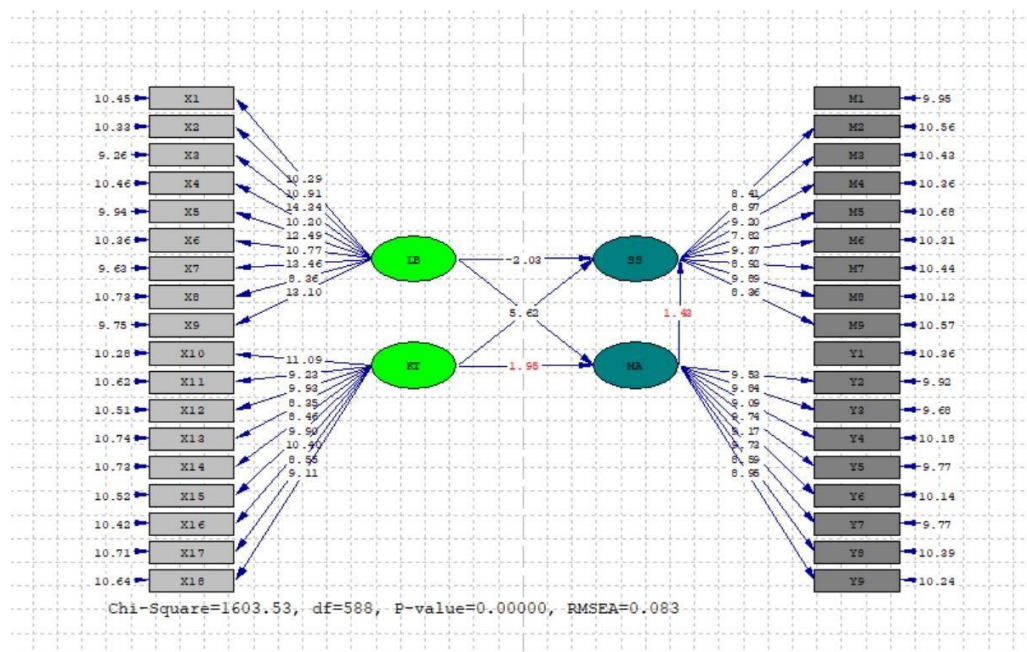 10.45 X1 M1 9.95
10.33 X2 M2 10.56
9.26 X3 M3 10.43
10.46 X4 M4 10.36
9.94 X5 M5 10.68
10.36 X6 M6 10.31
9.63 X7 M7 10.44
10.73 X8 M8 10.12
9.75 X9 M9 10.57
10.28 X10 Y1 10.36
10.62 X11 Y2 9.92
10.51 X12 Y3 9.68
10.74 X13 Y4 10.18
10.73 X14 Y5 9.77
10.52 X15 Y6 10.14
10.42 X16 Y7 9.77
10.71 X17 Y8 10.39
10.64 X18 Y9 10.24
10.29
10.91
14.34
10.20
12.49
10.77
13.46
8.36
13.10
11.09
9.23
9.93
8.35
8.46
9.90
10.40
8.55
9.11
LB
SS
MA
-2.03
5.62
1.95
1.43
8.41
8.97
9.20
7.82
9.37
8.92
9.89
8.36
9.53
9.84
9.09
9.74
9.17
9.73
8.59
8.95
Chi-Square=1603.53, df=588, P-value=0.00000, RMSEA=0.083